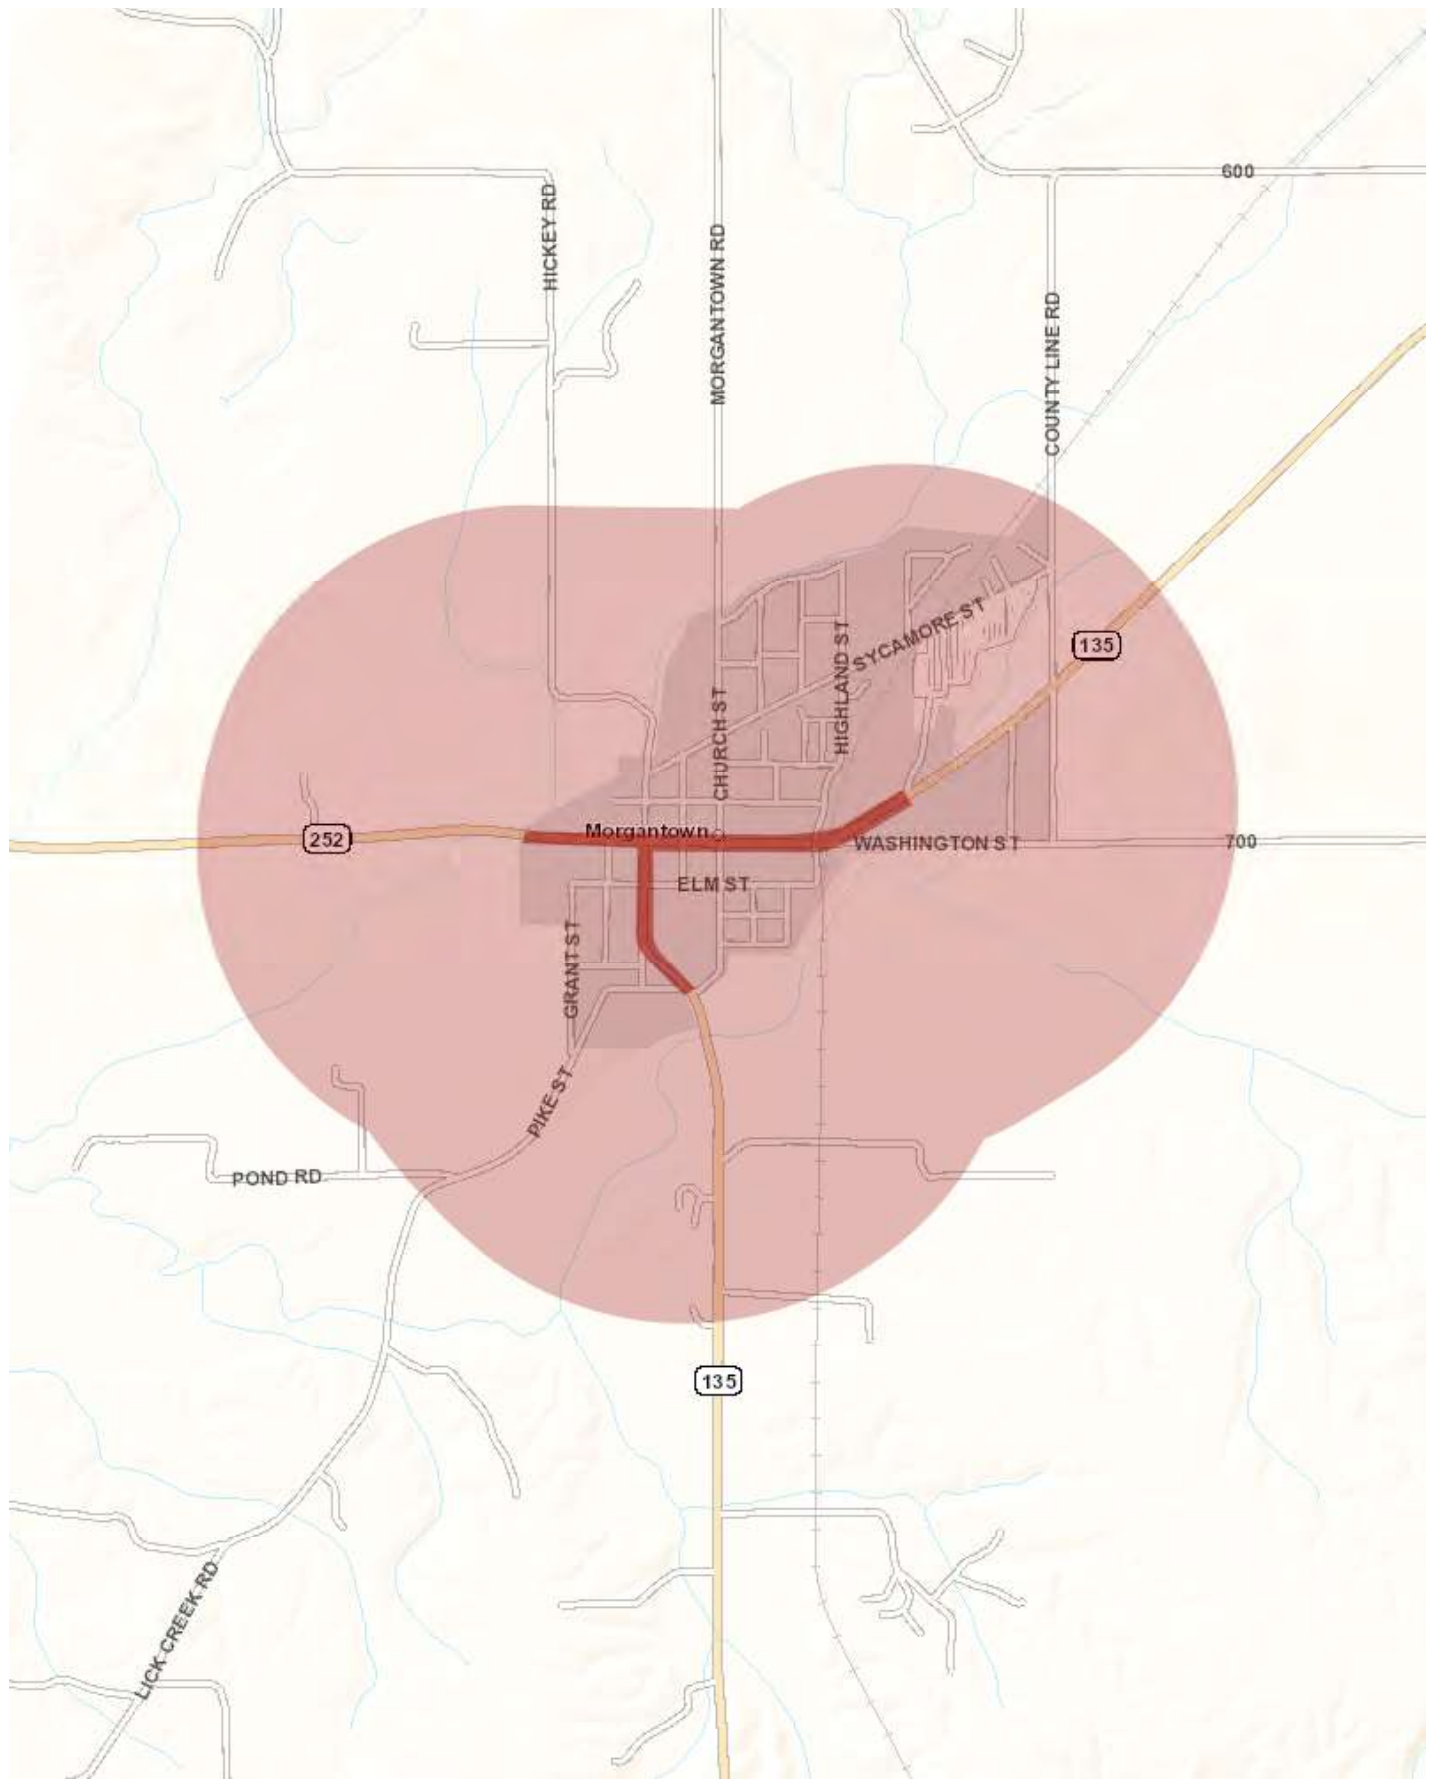 600
HICKEY RD
MORGANTOWN RD
COUNTY LINE RD
135
SYCAMORE ST
HIGHLAND ST
CHURCH ST
252
Morgantown
WASHINGTON ST
700
ELM ST
GRANT ST
PIKE ST
POND RD
135
LICK CREEK RD